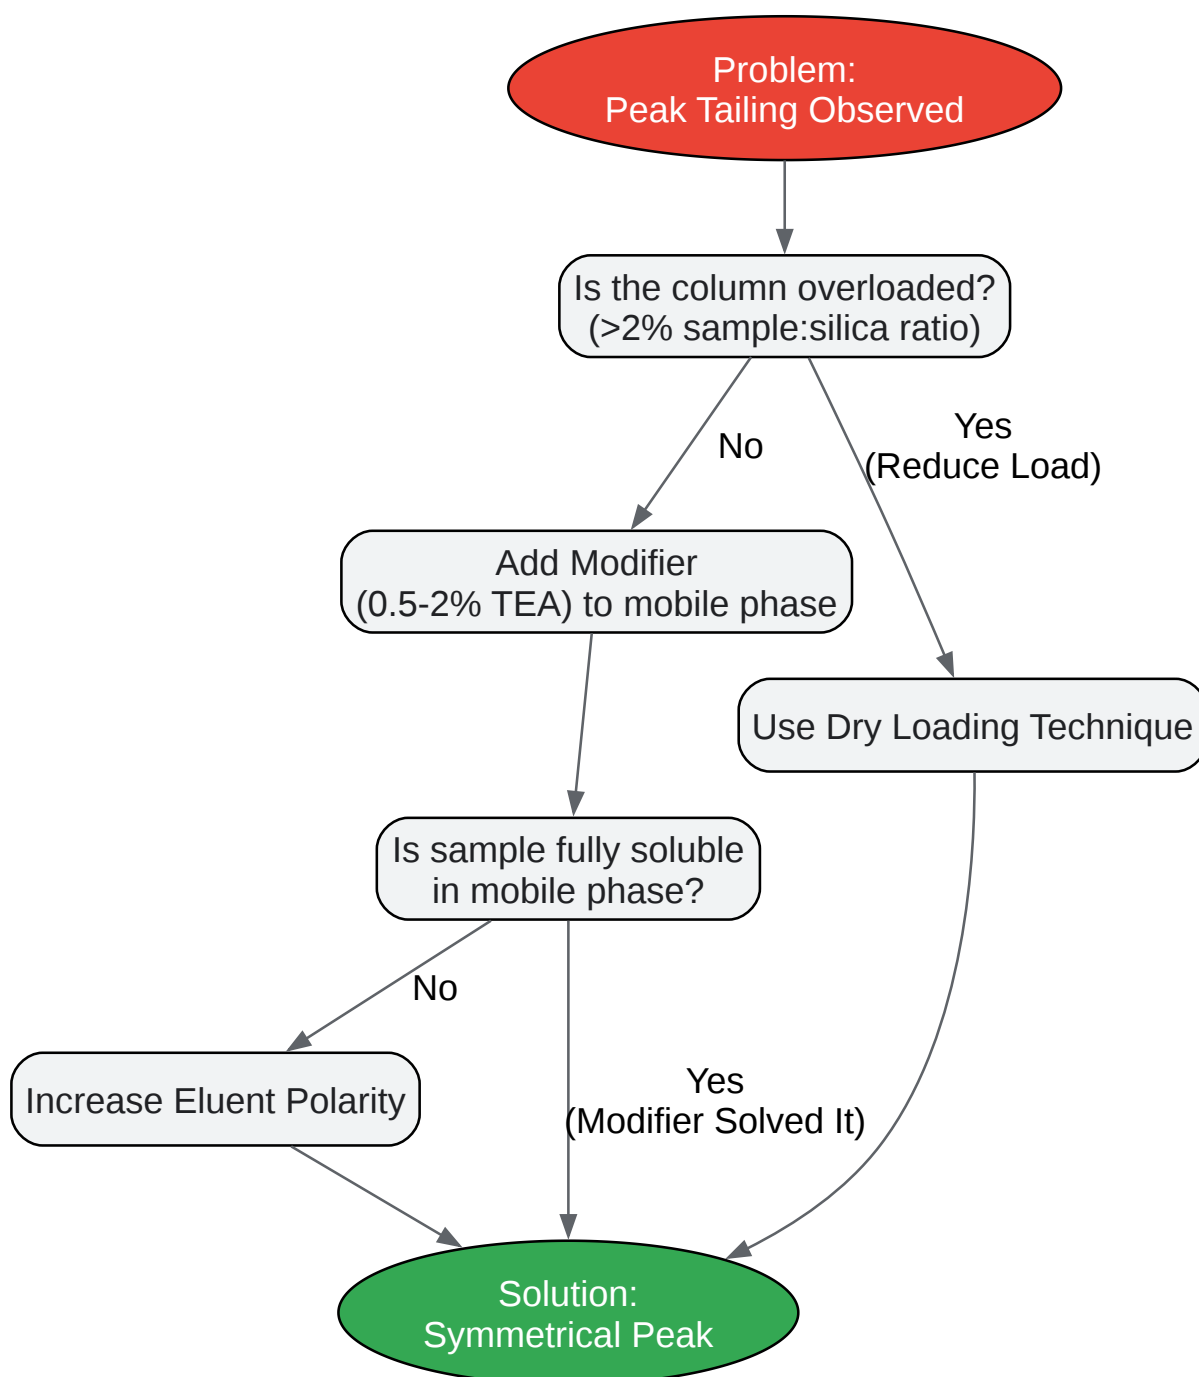 Problem:
Peak Tailing Observed
Is the column overloaded?
(>2% sample:silica ratio)
No
Yes
(Reduce Load)
Add Modifier
(0.5-2% TEA) to mobile phase
Use Dry Loading Technique
Is sample fully soluble
in mobile phase?
No
Increase Eluent Polarity
Yes
(Modifier Solved It)
Solution:
Symmetrical Peak